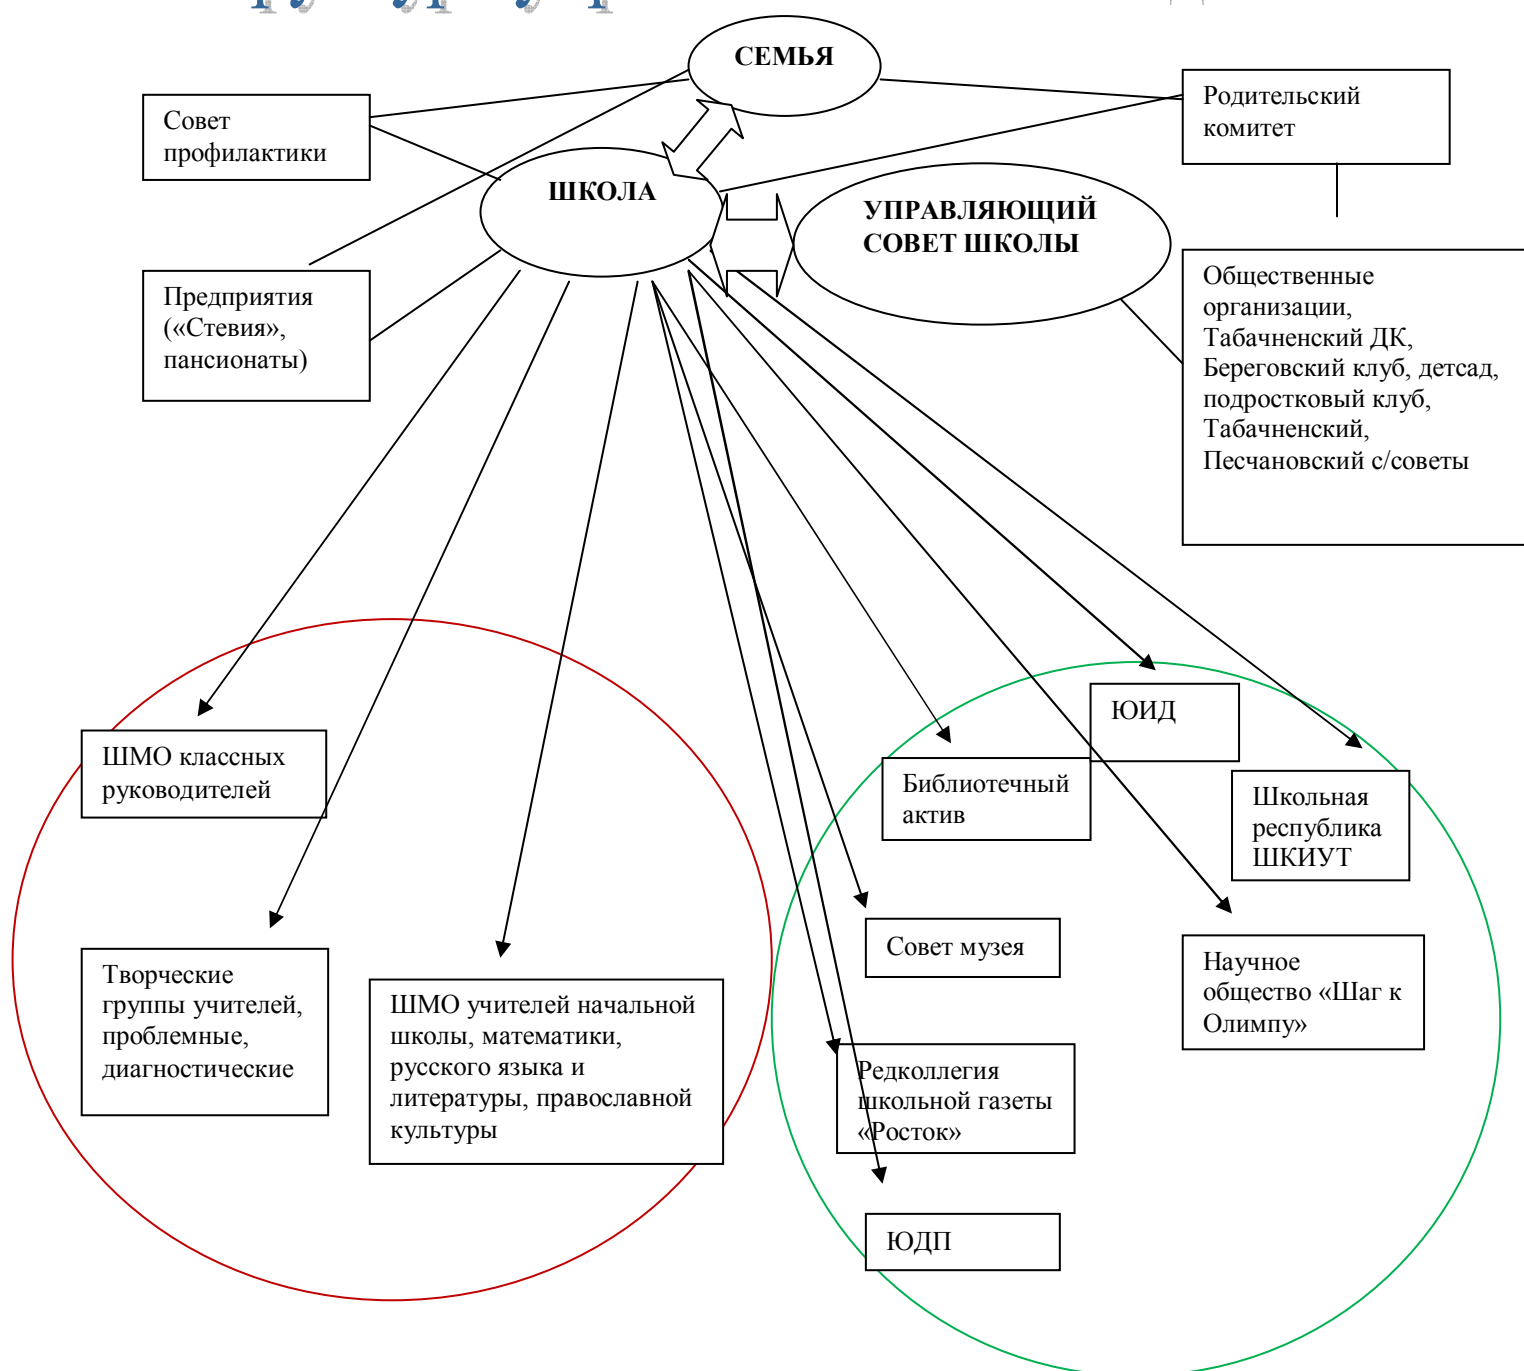 СЕМЬЯ
Совет
профилактики
Родительский
комитет
ШКОЛА
УПРАВЛЯЮЩИЙ
СОВЕТ ШКОЛЫ
Предприятия
(«Стевия»,
пансионаты)
Общественные
организации,
Табачненский ДК,
Береговский клуб, детсад,
подростковый клуб,
Табачненский,
Песчановский с/советы
ШМО классных
руководителей
ЮИД
Библиотечный
актив
Школьная
республика
ШКИУТ
Творческие
группы учителей,
проблемные,
диагностические
ШМО учителей начальной
школы, математики,
русского языка и
литературы, православной
культуры
Совет музея
Научное
общество «Шаг к
Олимпу»
Редколлегия
школьной газеты
«Росток»
ЮДП